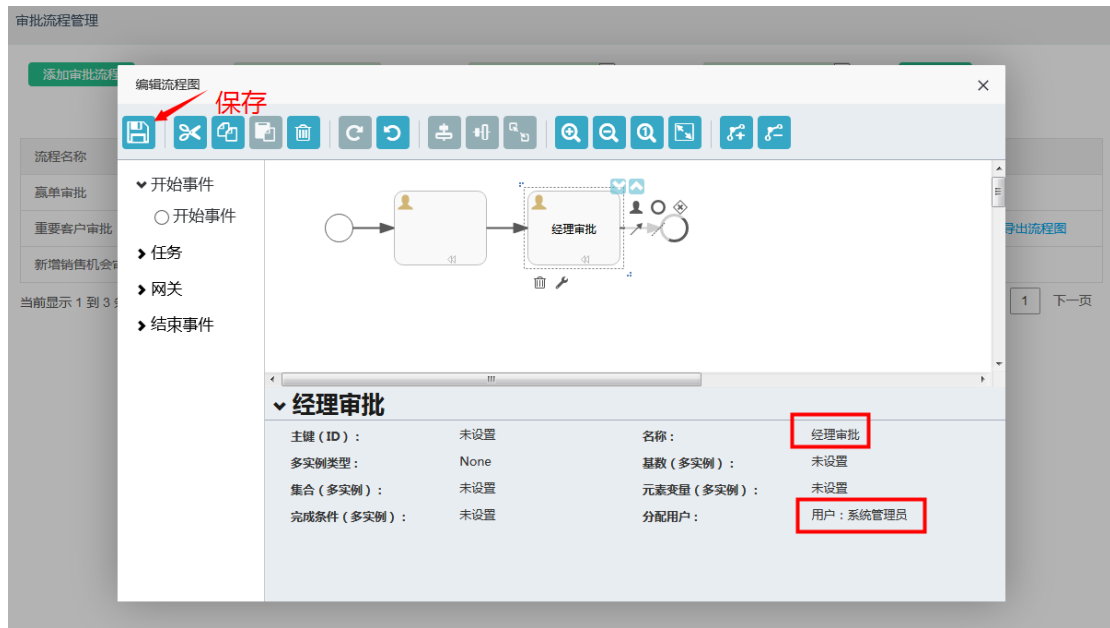 审批流程管理
添加审批流程
编辑流程图
保存
流程名称
赢单审批
重要客户审批
导出流程图
新增销售机会
当前显示 1 到 3
1 下一页
开始事件
开始事件
任务
网关
结束事件
经理审批
经理审批
主键 ( ID ) : 未设置 名称 : 经理审批
多实例类型 : None 基数 ( 多实例 ) : 未设置
集合 ( 多实例 ) : 未设置 元素变量 ( 多实例 ) : 未设置
完成条件 ( 多实例 ) : 未设置 分配用户 : 用户 : 系统管理员